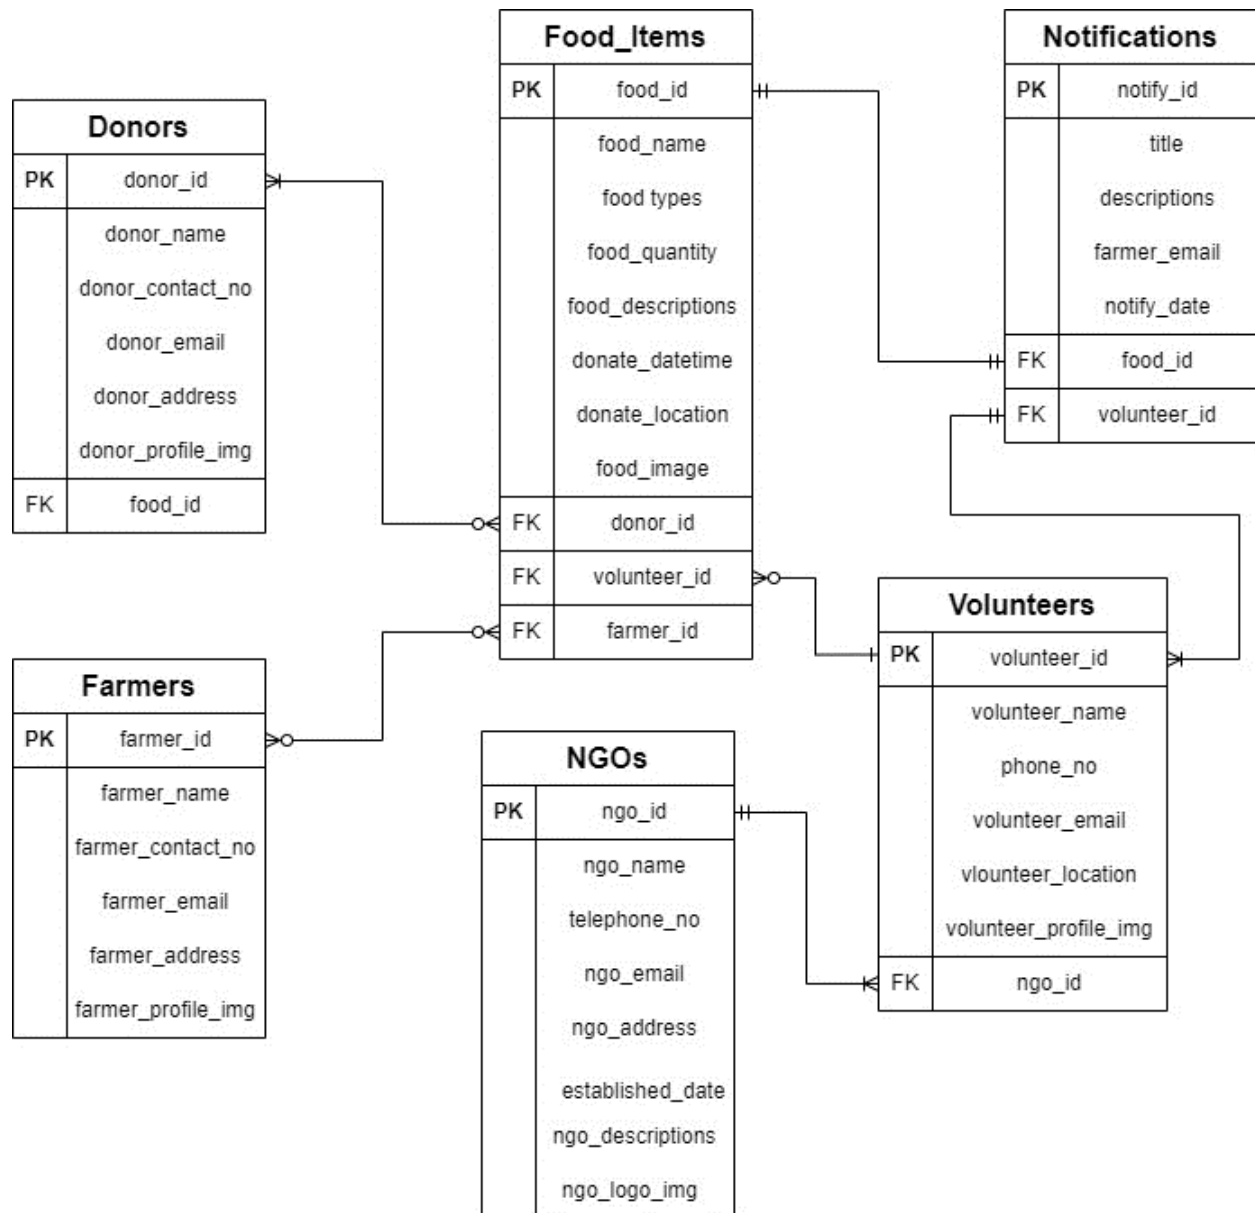 Donors
PK donor_id
donor_name
donor_contact_no
donor_email
donor_address
donor_profile_img
FK food_id
Farmers
PK farmer_id
farmer_name
farmer_contact_no
farmer_email
farmer_address
farmer_profile_img
Food_Items
PK food_id
food_name
food types
food_quantity
food_descriptions
donate_datetime
donate_location
food_image
FK donor_id
FK volunteer_id
FK farmer_id
NGOs
PK ngo_id
ngo_name
telephone_no
ngo_email
ngo_address
established_date
ngo_descriptions
ngo_logo_img
Notifications
PK notify_id
title
descriptions
farmer_email
notify_date
FK food_id
FK volunteer_id
Volunteers
PK volunteer_id
volunteer_name
phone_no
volunteer_email
vlounteer_location
volunteer_profile_img
FK ngo_id